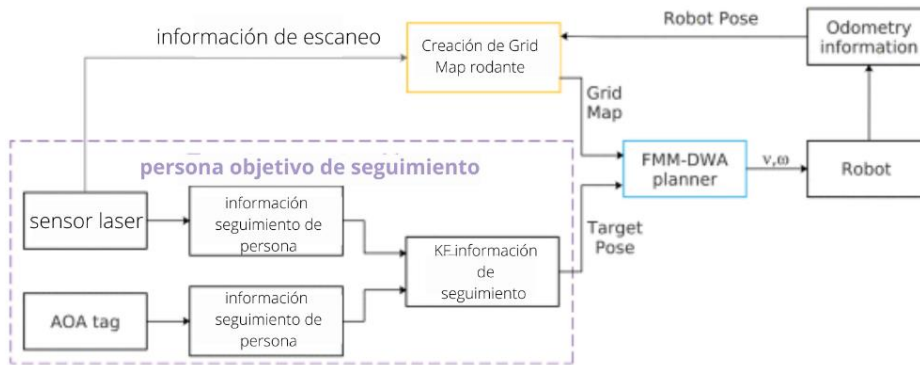 Robot Pose
Odometry
information
información de escaneo
Creación de Grid
Map rodante
Grid
Map
persona objetivo de seguimiento
FMM-DWA
planner
v,ω
Robot
sensor laser
información
seguimiento de
persona
Target
Pose
KF información
de
seguimiento
AOA tag
información
seguimiento de
persona